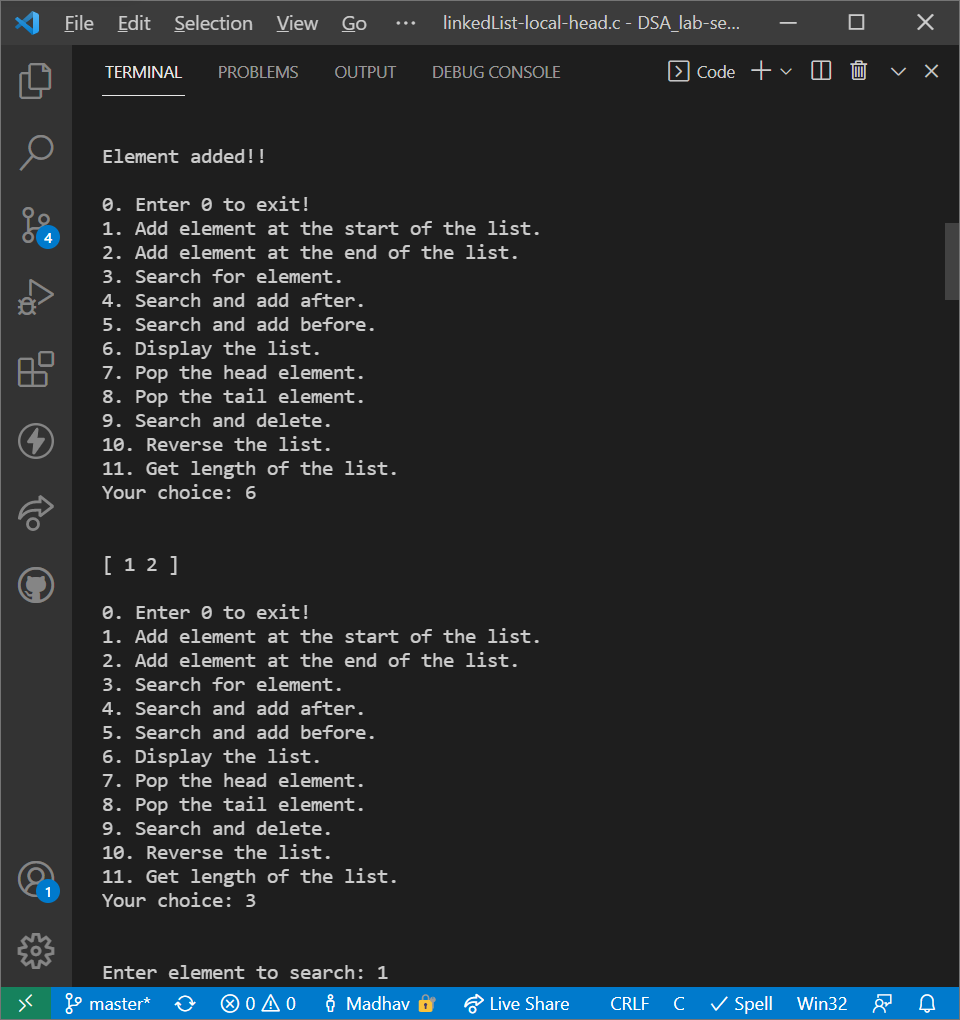 File Edit Selection View Go ··· linkedList-local-head.c - DSA_lab-se...
TERMINAL PROBLEMS OUTPUT DEBUG CONSOLE Code
Element added!!
0. Enter 0 to exit!
1. Add element at the start of the list.
2. Add element at the end of the list.
3. Search for element.
4. Search and add after.
5. Search and add before.
6. Display the list.
7. Pop the head element.
8. Pop the tail element.
9. Search and delete.
10. Reverse the list.
11. Get length of the list.
Your choice: 6
[ 1 2 ]
0. Enter 0 to exit!
1. Add element at the start of the list.
2. Add element at the end of the list.
3. Search for element.
4. Search and add after.
5. Search and add before.
6. Display the list.
7. Pop the head element.
8. Pop the tail element.
9. Search and delete.
10. Reverse the list.
11. Get length of the list.
Your choice: 3
Enter element to search: 1
4
1
master* 0 0 Madhav Live Share CRLF C Spell Win32